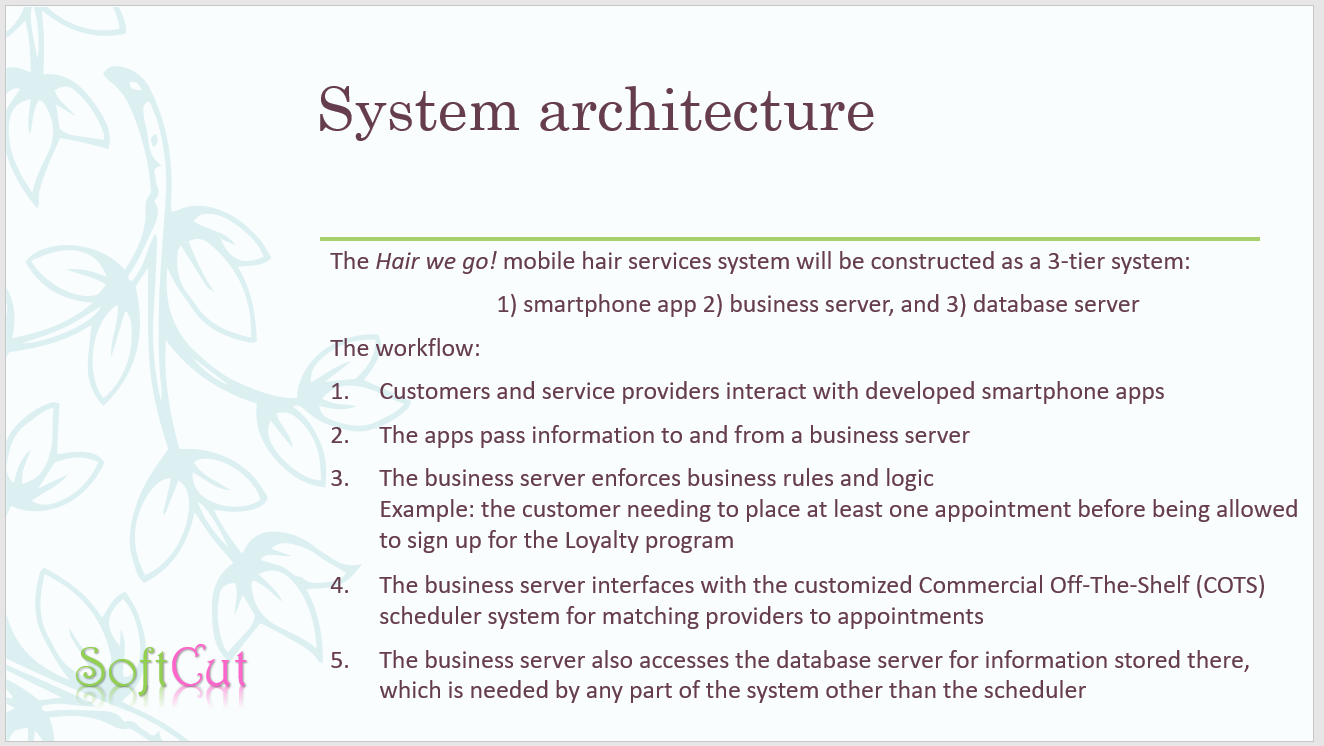 System architecture
The Hair we go! mobile hair services system will be constructed as a 3-tier system:
1) smartphone app 2) business server, and 3) database server
The workflow:
1. Customers and service providers interact with developed smartphone apps
2. The apps pass information to and from a business server
3. The business server enforces business rules and logic
Example: the customer needing to place at least one appointment before being allowed
to sign up for the Loyalty program
4. The business server interfaces with the customized Commercial Off-The-Shelf (COTS)
scheduler system for matching providers to appointments
5. The business server also accesses the database server for information stored there,
which is needed by any part of the system other than the scheduler
SoftCut